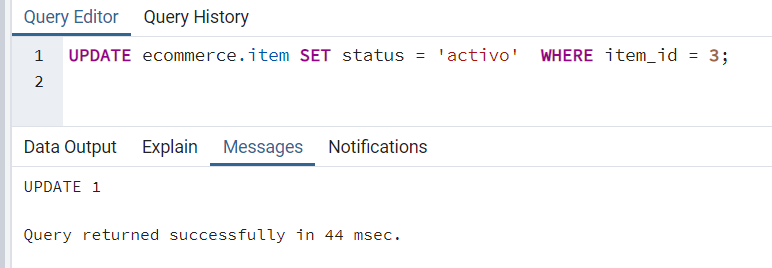 Query Editor Query History
1 UPDATE ecommerce.item SET status = 'activo'  WHERE item_id = 3;
2
Data Output Explain Messages Notifications
UPDATE 1
Query returned successfully in 44 msec.